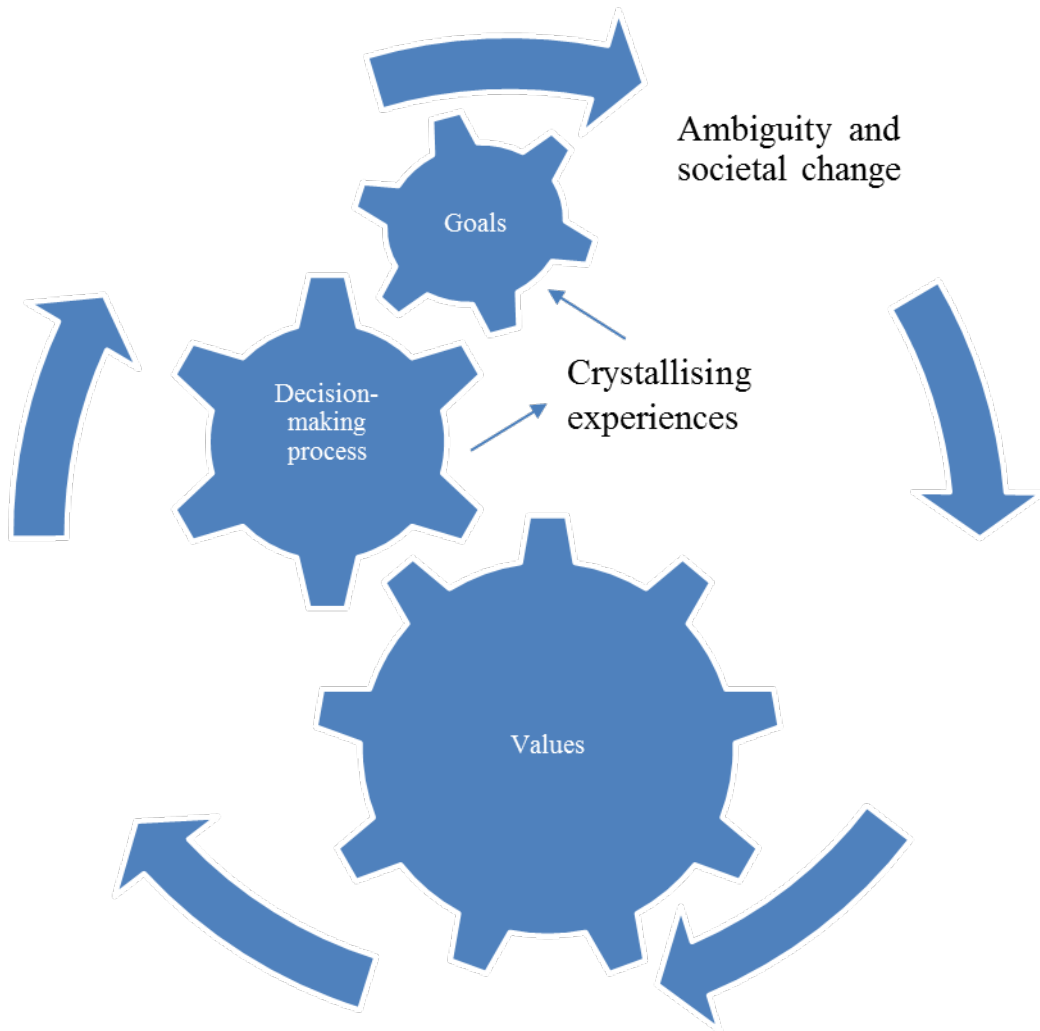 Ambiguity and
societal change
Goals
Crystallising
experiences
Decision-
making
process
Values